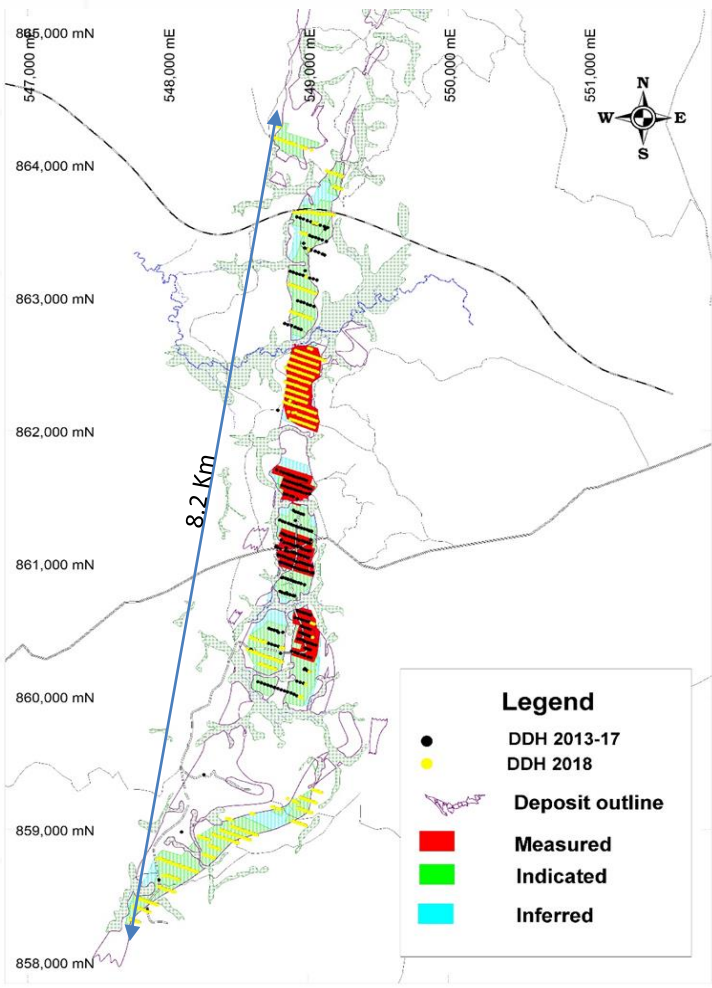 865,000 mN
547,000 mE
548,000 mE
549,000 mE
550,000 mE
551,000 mE
N
W E
S
864,000 mN
863,000 mN
862,000 mN
8.2 Km
861,000 mN
860,000 mN
859,000 mN
858,000 mN
Legend
DDH 2013-17
DDH 2018
Deposit outline
Measured
Indicated
Inferred